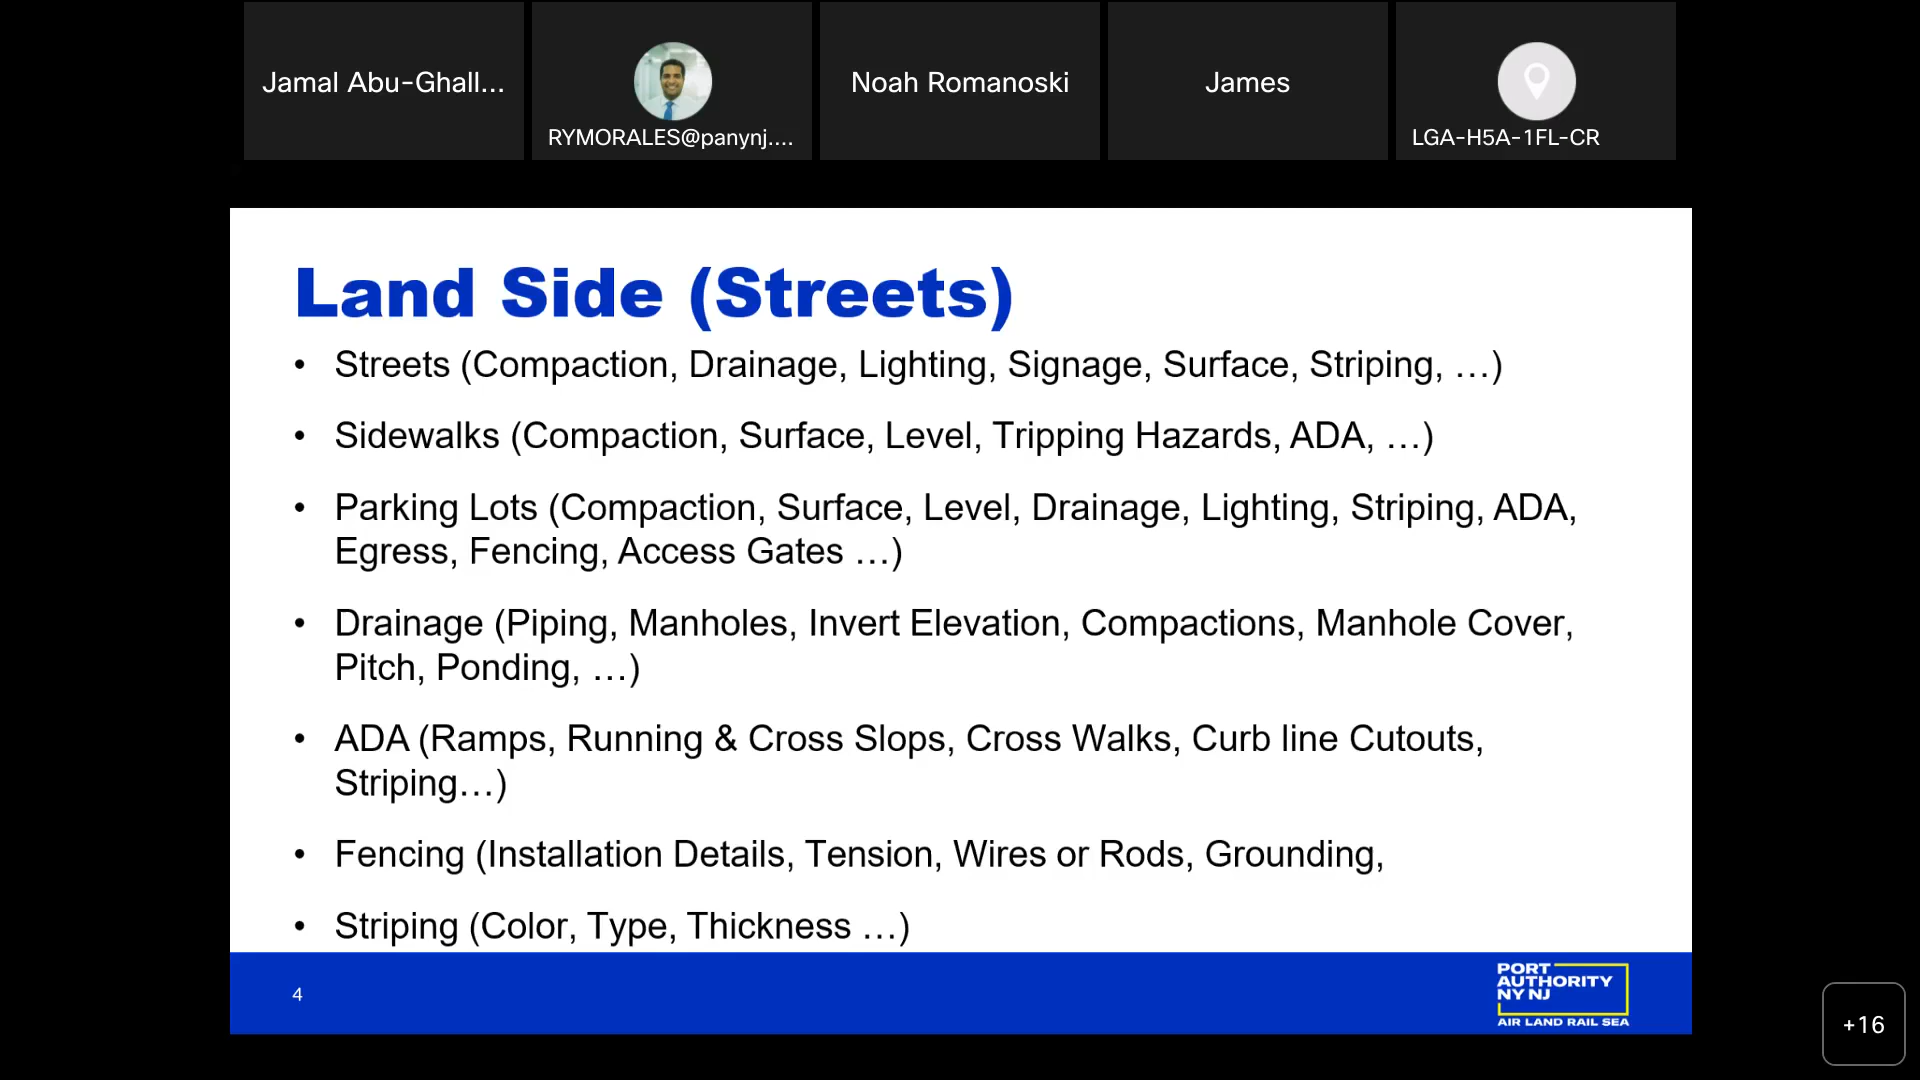 Jamal Abu-Ghall...
RYMORALES@panynj....
Noah Romanoski
James
LGA-H5A-1FL-CR
Land Side (Streets)
• Streets (Compaction, Drainage, Lighting, Signage, Surface, Striping, …)
• Sidewalks (Compaction, Surface, Level, Tripping Hazards, ADA, …)
• Parking Lots (Compaction, Surface, Level, Drainage, Lighting, Striping, ADA,
Egress, Fencing, Access Gates …)
• Drainage (Piping, Manholes, Invert Elevation, Compactions, Manhole Cover,
Pitch, Ponding, …)
• ADA (Ramps, Running & Cross Slops, Cross Walks, Curb line Cutouts,
Striping…)
• Fencing (Installation Details, Tension, Wires or Rods, Grounding,
• Striping (Color, Type, Thickness …)
4
PORT
AUTHORITY
NY NJ
AIR LAND RAIL SEA
+16